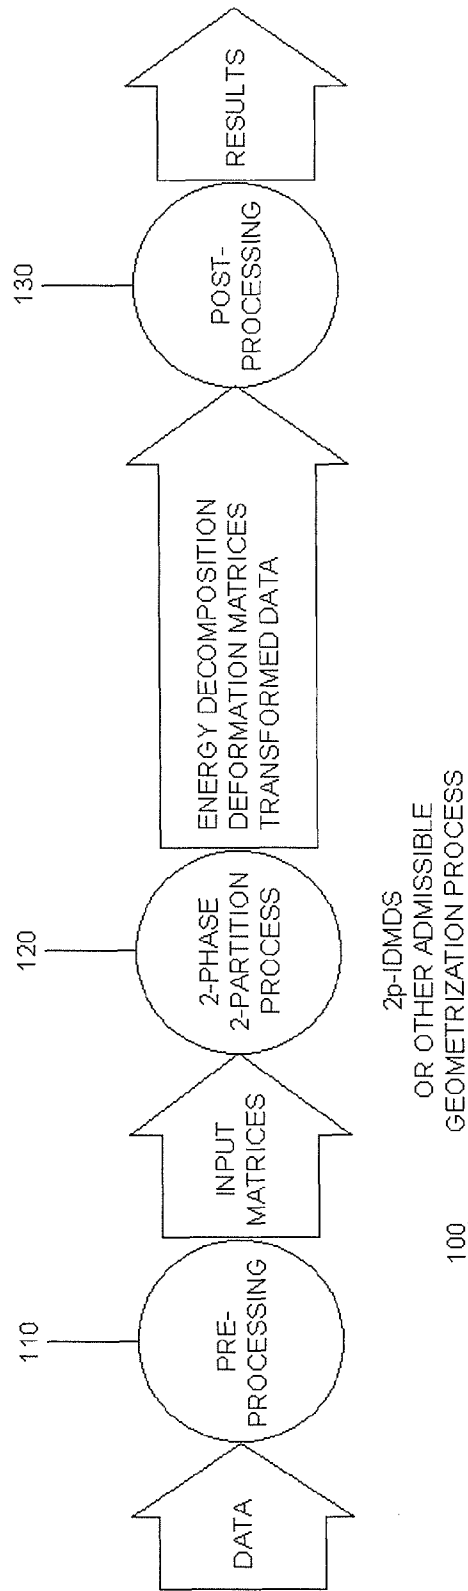 110
120
130
DATA
PRE-
PROCESSING
INPUT
MATRICES
2-PHASE
2-PARTITION
PROCESS
ENERGY DECOMPOSITION
DEFORMATION MATRICES
TRANSFORMED DATA
POST-
PROCESSING
RESULTS
2p-IDMDS
OR OTHER ADMISSIBLE
GEOMETRIZATION PROCESS
100